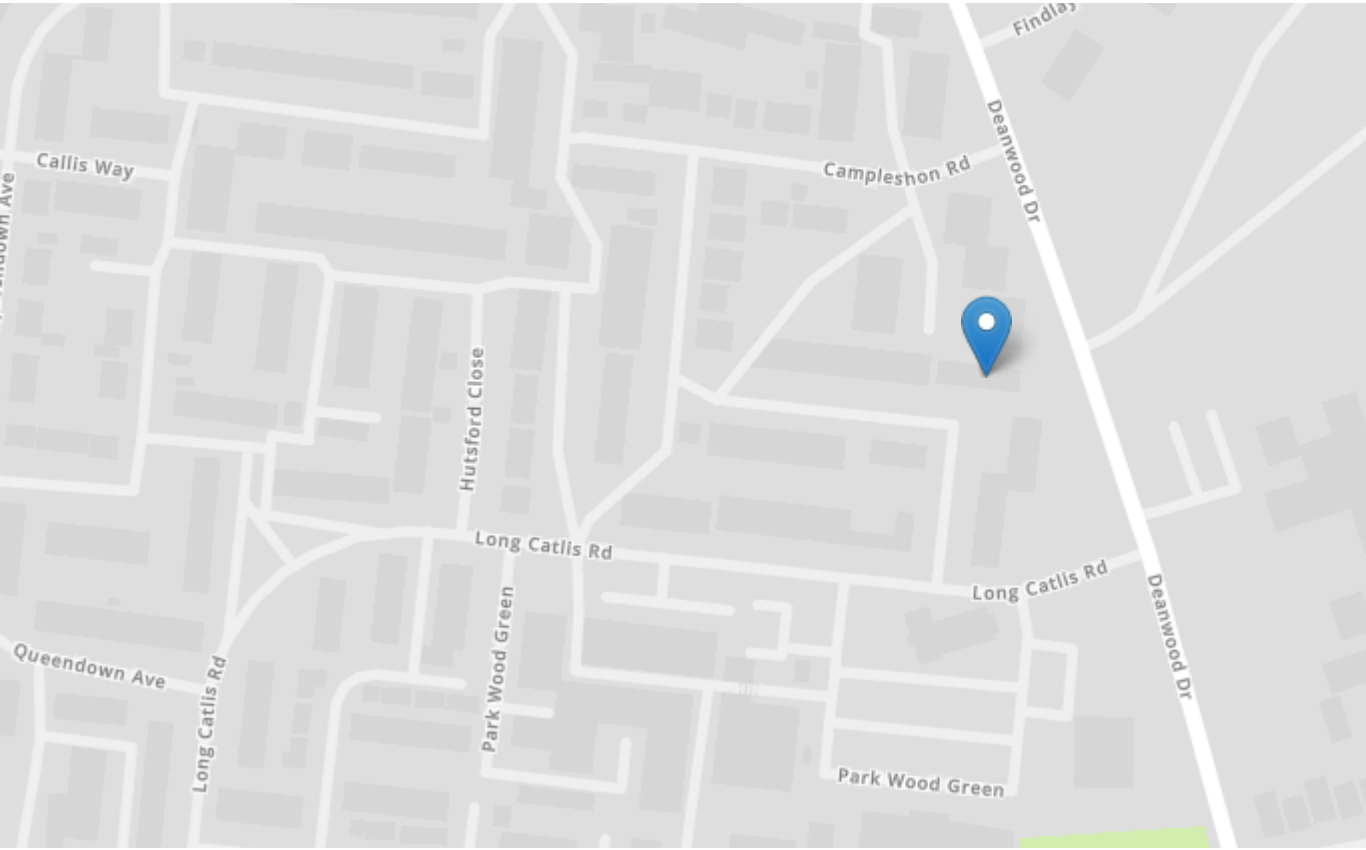 Findlay
Deanwood Dr
Campleshon Rd
Callis Way
Hutsford Close
Long Catlis Rd
Long Catlis Rd
Deanwood Dr
Park Wood Green
Queendown Ave
Long Catlis Rd
Park Wood Green